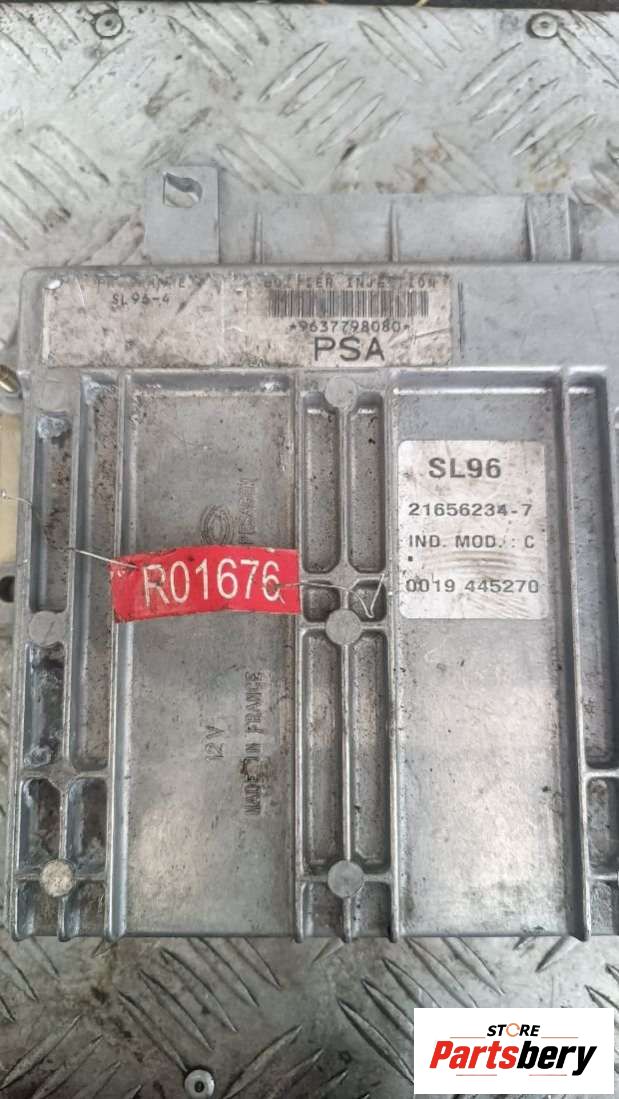 SL96-4
BOITIER INJECTION
*9637798080*
PSA
SL96
21656234-7
IND. MOD. : C
0019 445270
R01676
12V
MADE IN FRANCE
STORE
Partsbery